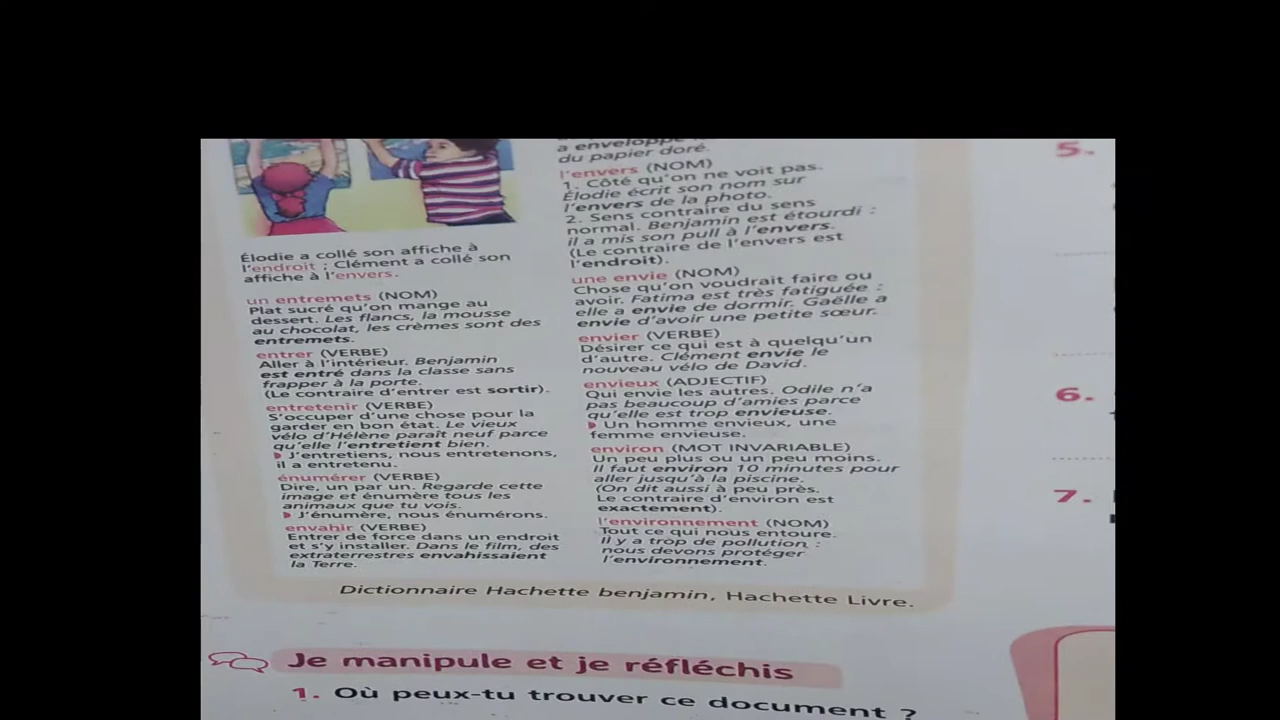 Élodie a collé son affiche à
l'endroit ; Clément a collé son
affiche à l'envers.
un entremets (NOM)
Plat sucré qu'on mange au
dessert. Les flancs, la mousse
au chocolat, les crèmes sont des
entremets.
entrer (VERBE)
Aller à l'intérieur. Benjamin
est entré dans la classe sans
frapper à la porte.
(Le contraire d'entrer est sortir).
entretenir (VERBE)
S'occuper d'une chose pour la
garder en bon état. Le vieux
vélo d'Hélène paraît neuf parce
qu'elle l'entretient bien.
J'entretiens, nous entretenons,
il a entretenu.
énumérer (VERBE)
Dire, un par un. Regarde cette
image et énumère tous les
animaux que tu vois.
J'énumère, nous énumérons.
envahir (VERBE)
Entrer de force dans un endroit
et s'y installer. Dans le film, des
extraterrestres envahissaient
la Terre.
a enveloppé
du papier doré.
l'envers (NOM)
1. Côté qu'on ne voit pas.
Élodie écrit son nom sur
l'envers de la photo.
2. Sens contraire du sens
normal. Benjamin est étourdi :
il a mis son pull à l'envers.
(Le contraire de l'envers est
l'endroit).
une envie (NOM)
Chose qu'on voudrait faire ou
avoir. Fatima est très fatiguée :
elle a envie de dormir. Gaëlle a
envie d'avoir une petite sœur.
envier (VERBE)
Désirer ce qui est à quelqu'un
d'autre. Clément envie le
nouveau vélo de David.
envieux (ADJECTIF)
Qui envie les autres. Odile n'a
pas beaucoup d'amies parce
qu'elle est trop envieuse.
Un homme envieux, une
femme envieuse.
environ (MOT INVARIABLE)
Un peu plus ou un peu moins.
Il faut environ 10 minutes pour
aller jusqu'à la piscine.
(On dit aussi à peu près.
Le contraire d'environ est
exactement).
l'environnement (NOM)
Tout ce qui nous entoure.
Il y a trop de pollution :
nous devons protéger
l'environnement.
Dictionnaire Hachette benjamin, Hachette Livre.
Je manipule et je réfléchis
1. Où peux-tu trouver ce document ?
5.
6.
7.